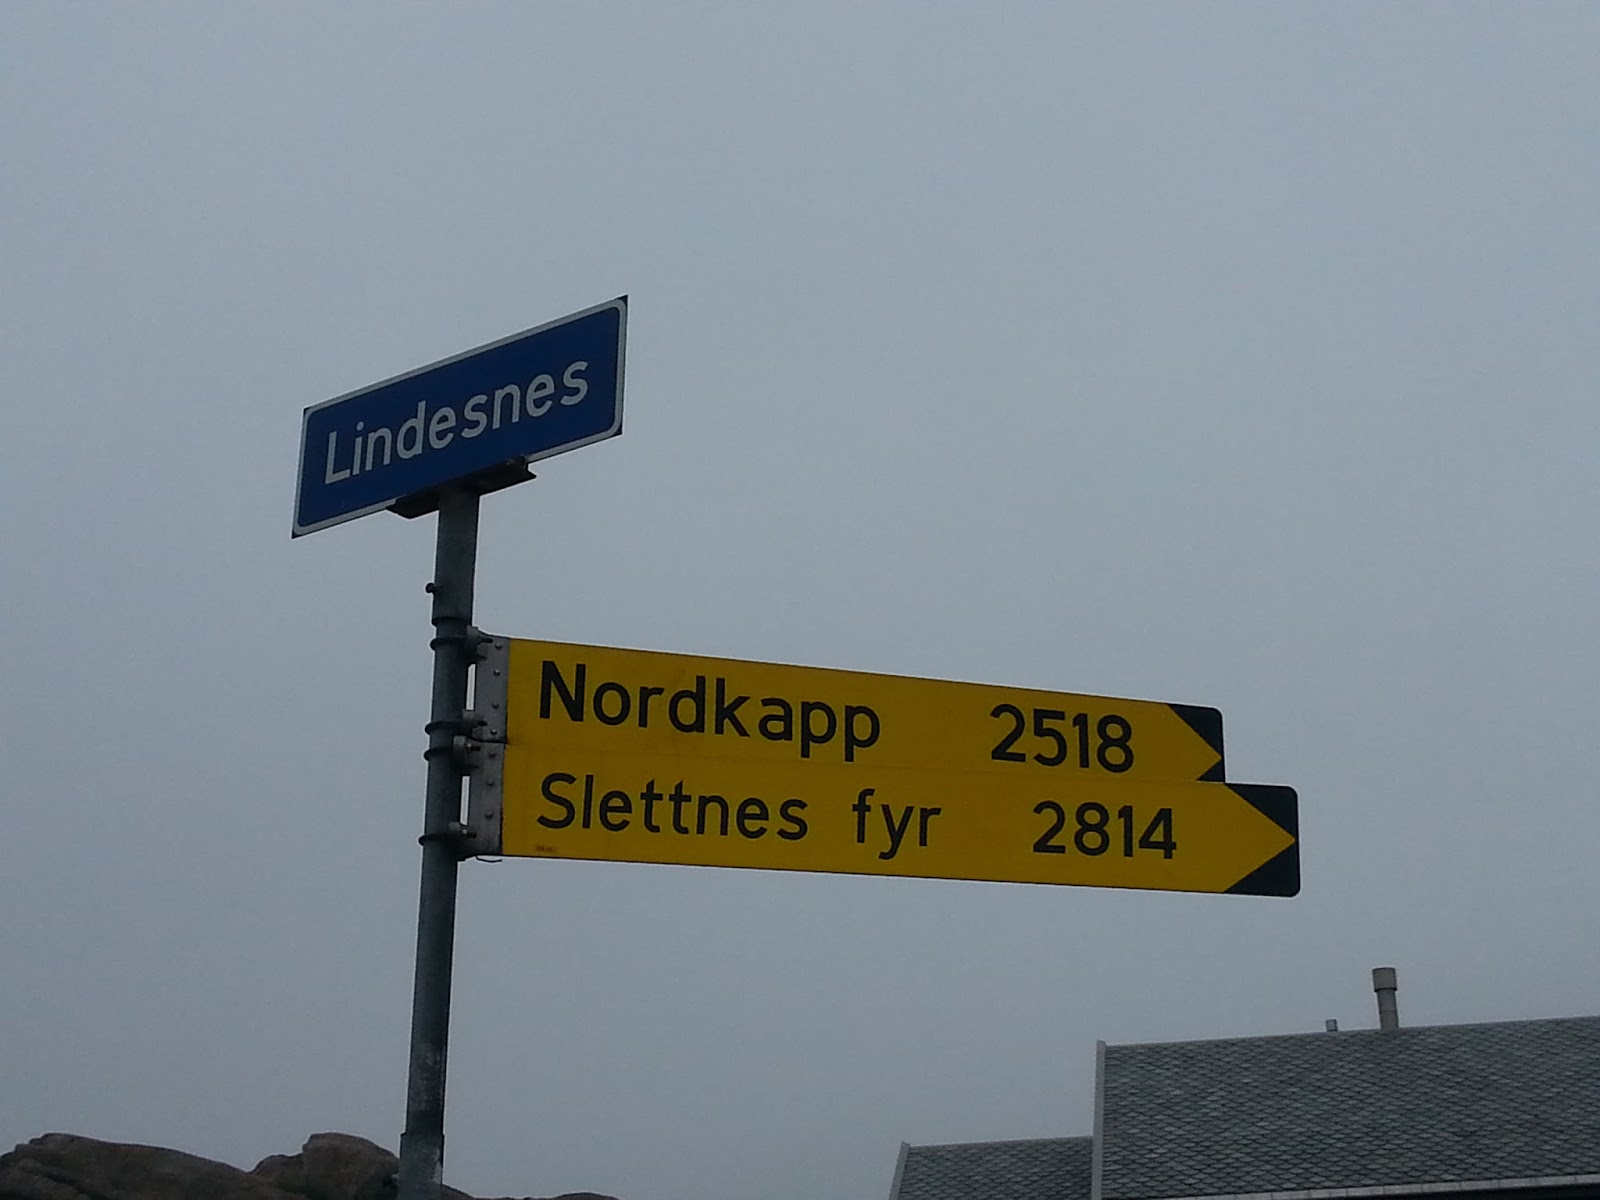 Lindesnes
Nordkapp 2518
Slettnes fyr 2814